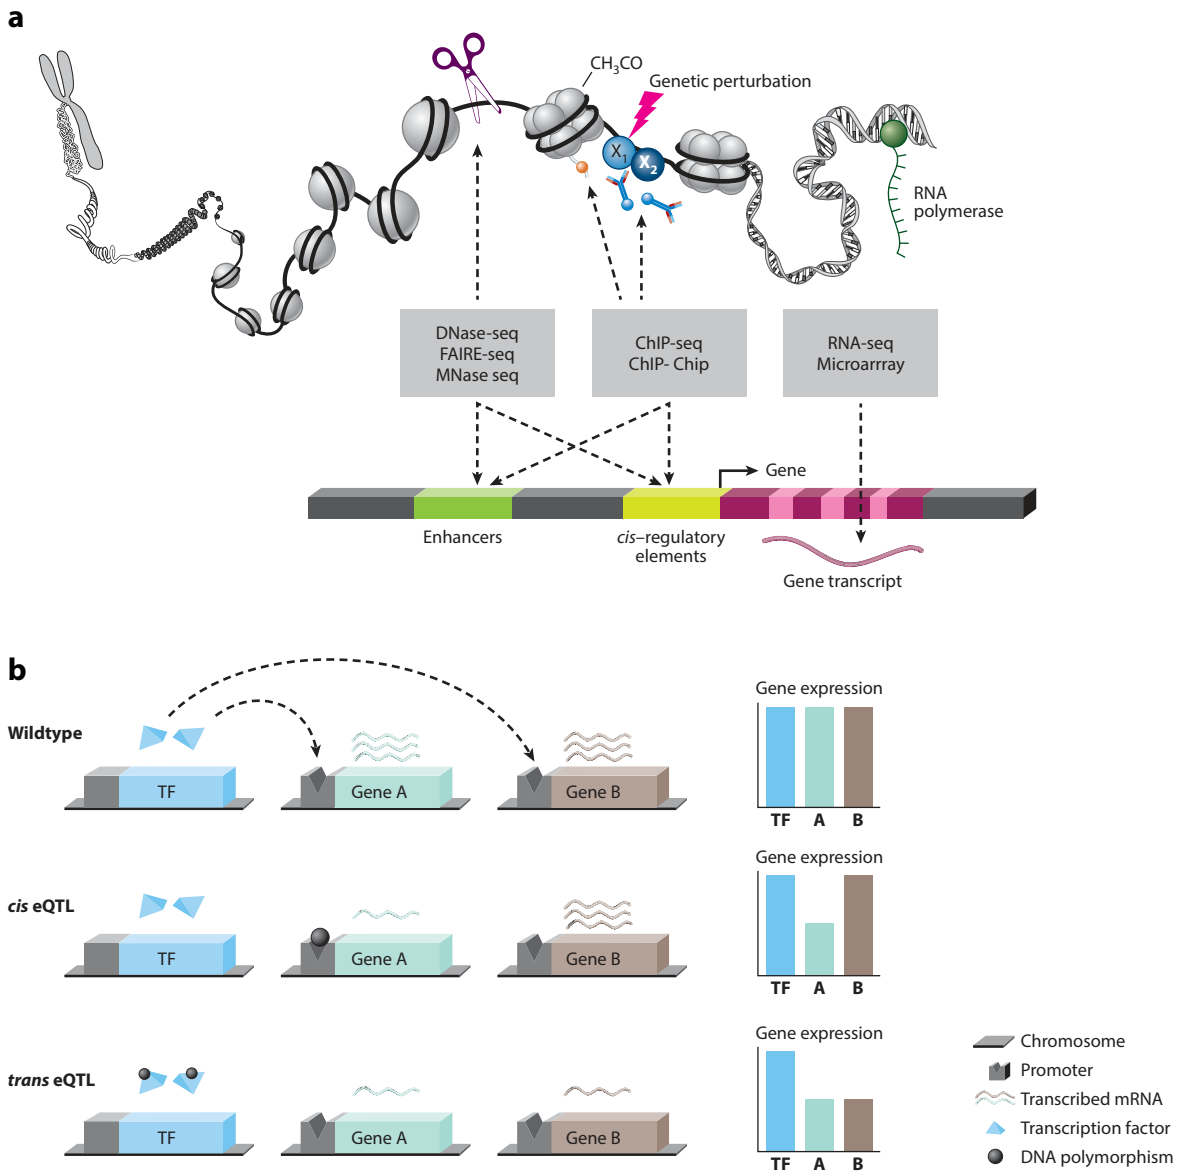 a
CH₃CO
Genetic perturbation
X₁
X₂
RNA
polymerase
DNase-seq
FAIRE-seq
MNase seq
ChIP-seq
ChIP- Chip
RNA-seq
Microarrray
Gene
Enhancers
cis–regulatory
elements
Gene transcript
b
Wildtype
TF
Gene A
Gene B
Gene expression
TF A B
cis eQTL
TF
Gene A
Gene B
Gene expression
TF A B
trans eQTL
TF
Gene A
Gene B
Gene expression
TF A B
Chromosome
Promoter
Transcribed mRNA
Transcription factor
DNA polymorphism